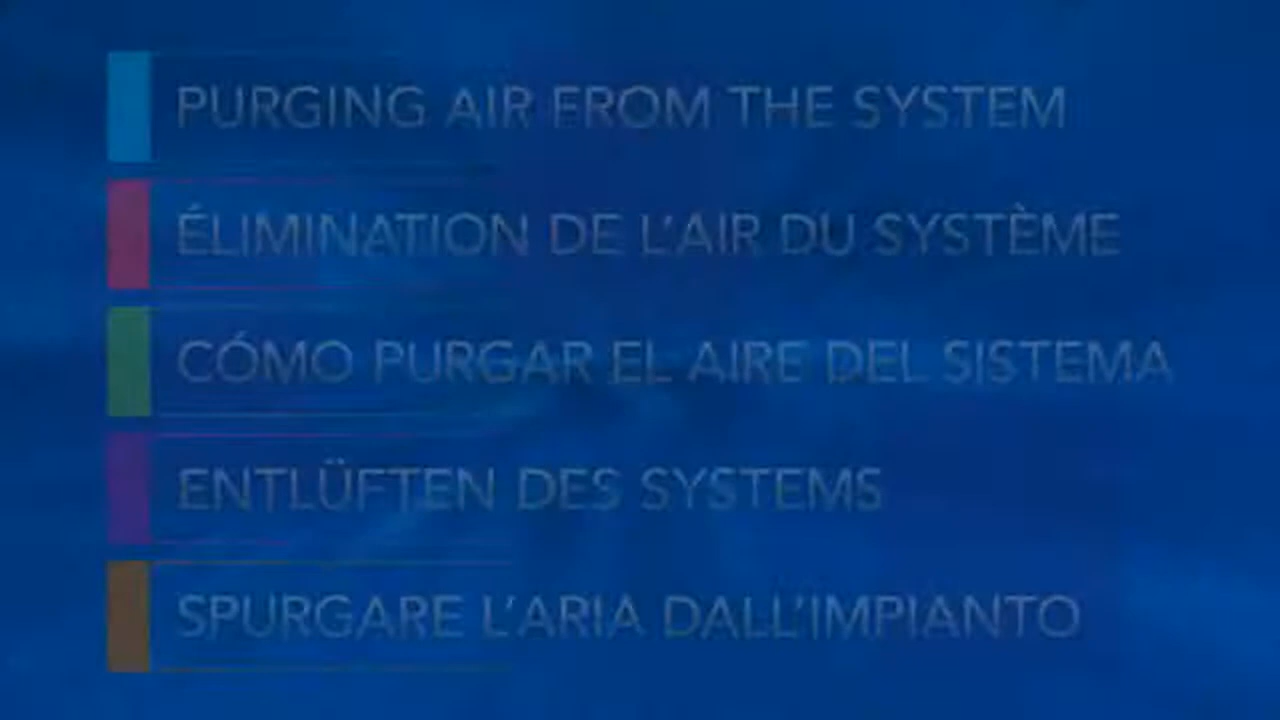 PURGING AIR FROM THE SYSTEM
ÉLIMINATION DE L'AIR DU SYSTÈME
CÓMO PURGAR EL AIRE DEL SISTEMA
ENTLÜFTEN DES SYSTEMS
SPURGARE L'ARIA DALL'IMPIANTO